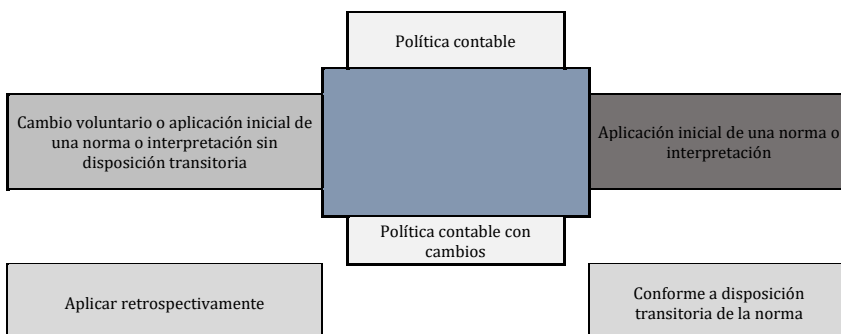 Política contable
Cambio voluntario o aplicación inicial de
una norma o interpretación sin
disposición transitoria
Aplicación inicial de una norma o
interpretación
Política contable con
cambios
Aplicar retrospectivamente
Conforme a disposición
transitoria de la norma